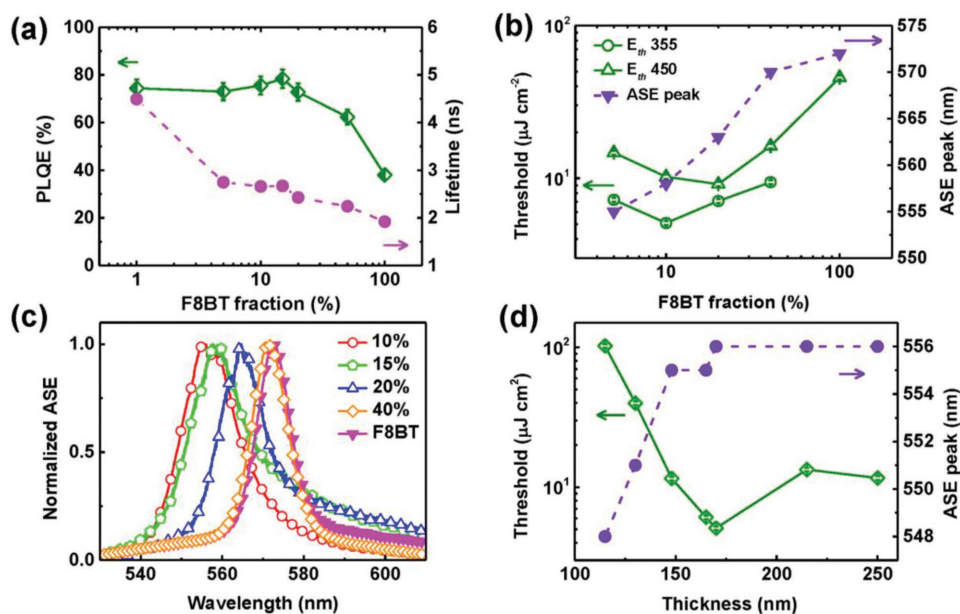 (a)
100
80
60
40
20
0
PLQE (%)
6
5
4
3
2
1
Lifetime (ns)
1
10
100
F8BT fraction (%)
(b)
10²
10¹
Threshold (μJ cm⁻²)
E_th 355
E_th 450
ASE peak
575
570
565
560
555
550
ASE peak (nm)
10
100
F8BT fraction (%)
(c)
1.0
0.5
0.0
Normalized ASE
10%
15%
20%
40%
F8BT
540
560
580
600
Wavelength (nm)
(d)
10²
10¹
Threshold (μJ cm⁻²)
556
554
552
550
548
ASE peak (nm)
100
150
200
250
Thickness (nm)